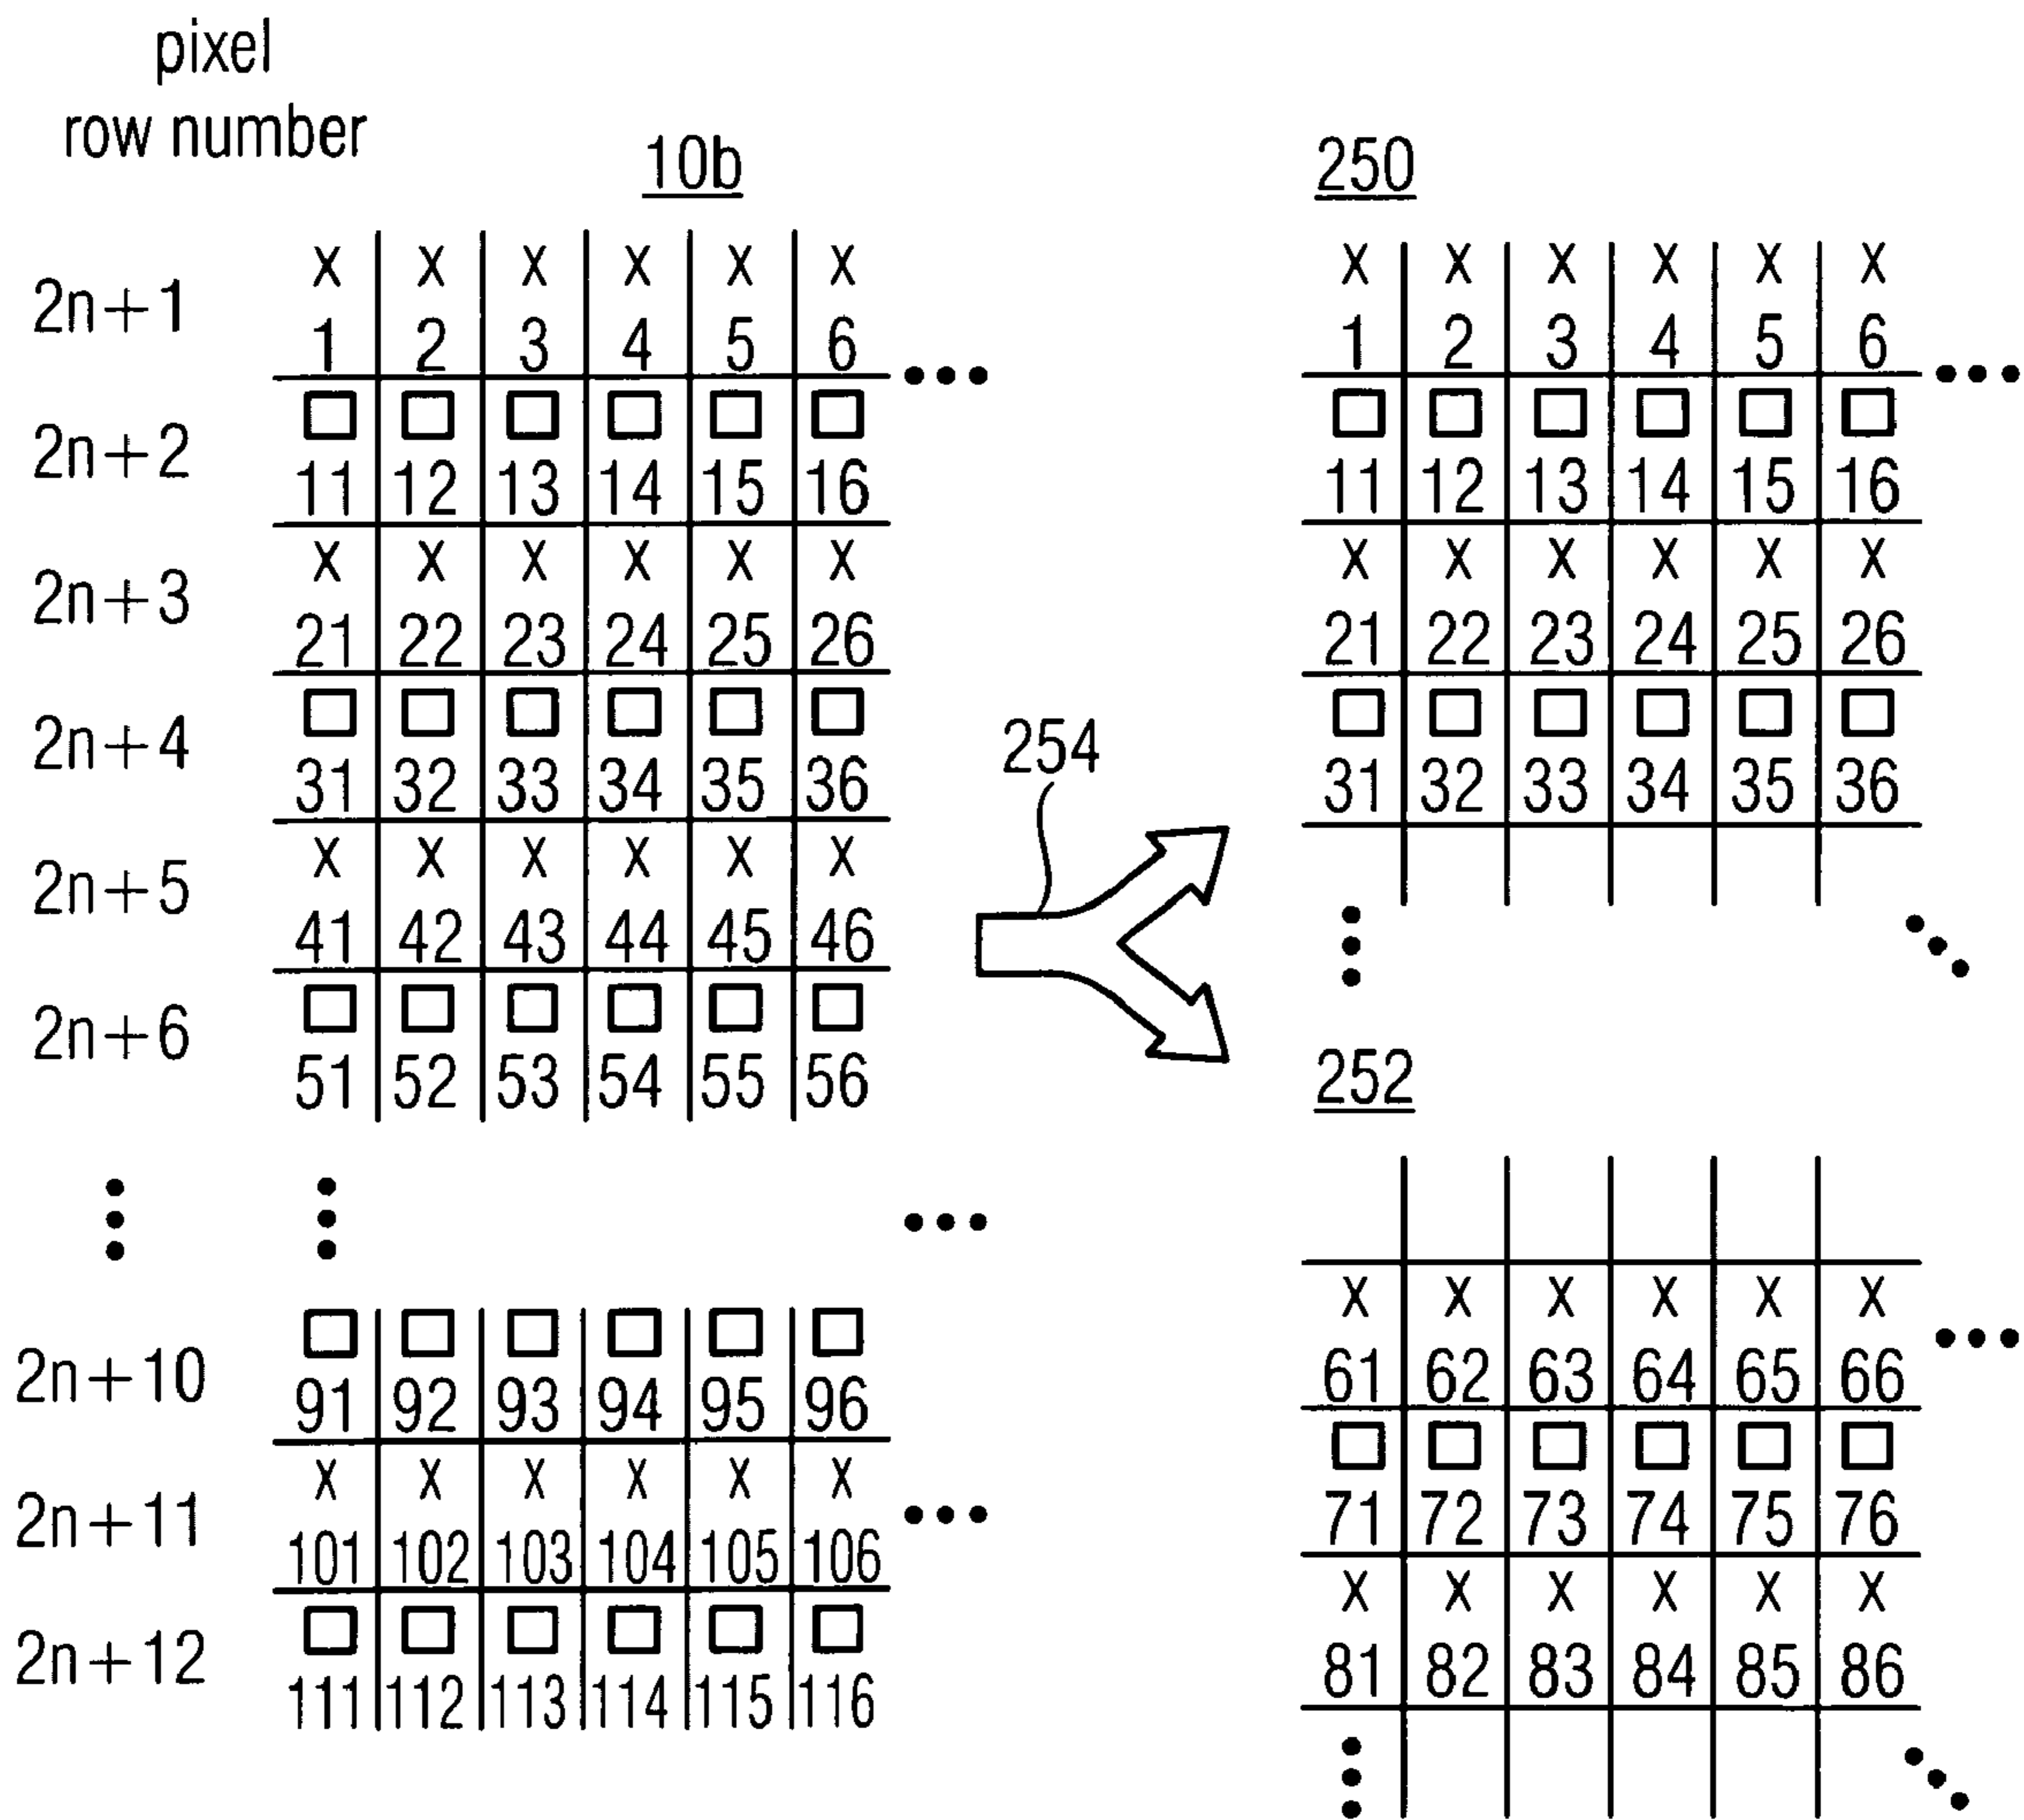 pixel
row number
10b
250
2n+1
x x x x x x
1 2 3 4 5 6
2n+2
11 12 13 14 15 16
2n+3
x x x x x x
21 22 23 24 25 26
2n+4
31 32 33 34 35 36
2n+5
x x x x x x
41 42 43 44 45 46
2n+6
51 52 53 54 55 56
2n+10
91 92 93 94 95 96
2n+11
x x x x x x
101 102 103 104 105 106
2n+12
111 112 113 114 115 116
254
x x x x x x
1 2 3 4 5 6
11 12 13 14 15 16
x x x x x x
21 22 23 24 25 26
31 32 33 34 35 36
252
x x x x x x
61 62 63 64 65 66
71 72 73 74 75 76
x x x x x x
81 82 83 84 85 86